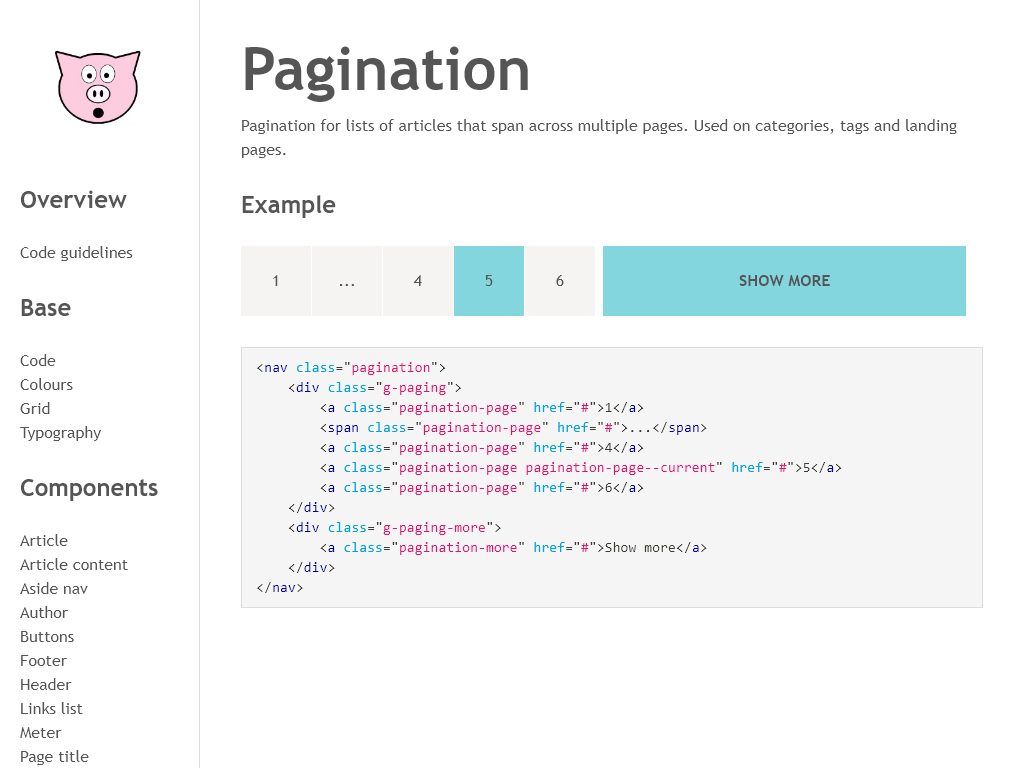 Overview
Code guidelines
Base
Code
Colours
Grid
Typography
Components
Article
Article content
Aside nav
Author
Buttons
Footer
Header
Links list
Meter
Page title
Pagination
Pagination for lists of articles that span across multiple pages. Used on categories, tags and landing
pages.
Example
1 ... 4 5 6 SHOW MORE
<nav class="pagination">
    <div class="g-paging">
        <a class="pagination-page" href="#">1</a>
        <span class="pagination-page" href="#">...</span>
        <a class="pagination-page" href="#">4</a>
        <a class="pagination-page pagination-page--current" href="#">5</a>
        <a class="pagination-page" href="#">6</a>
    </div>
    <div class="g-paging-more">
        <a class="pagination-more" href="#">Show more</a>
    </div>
</nav>